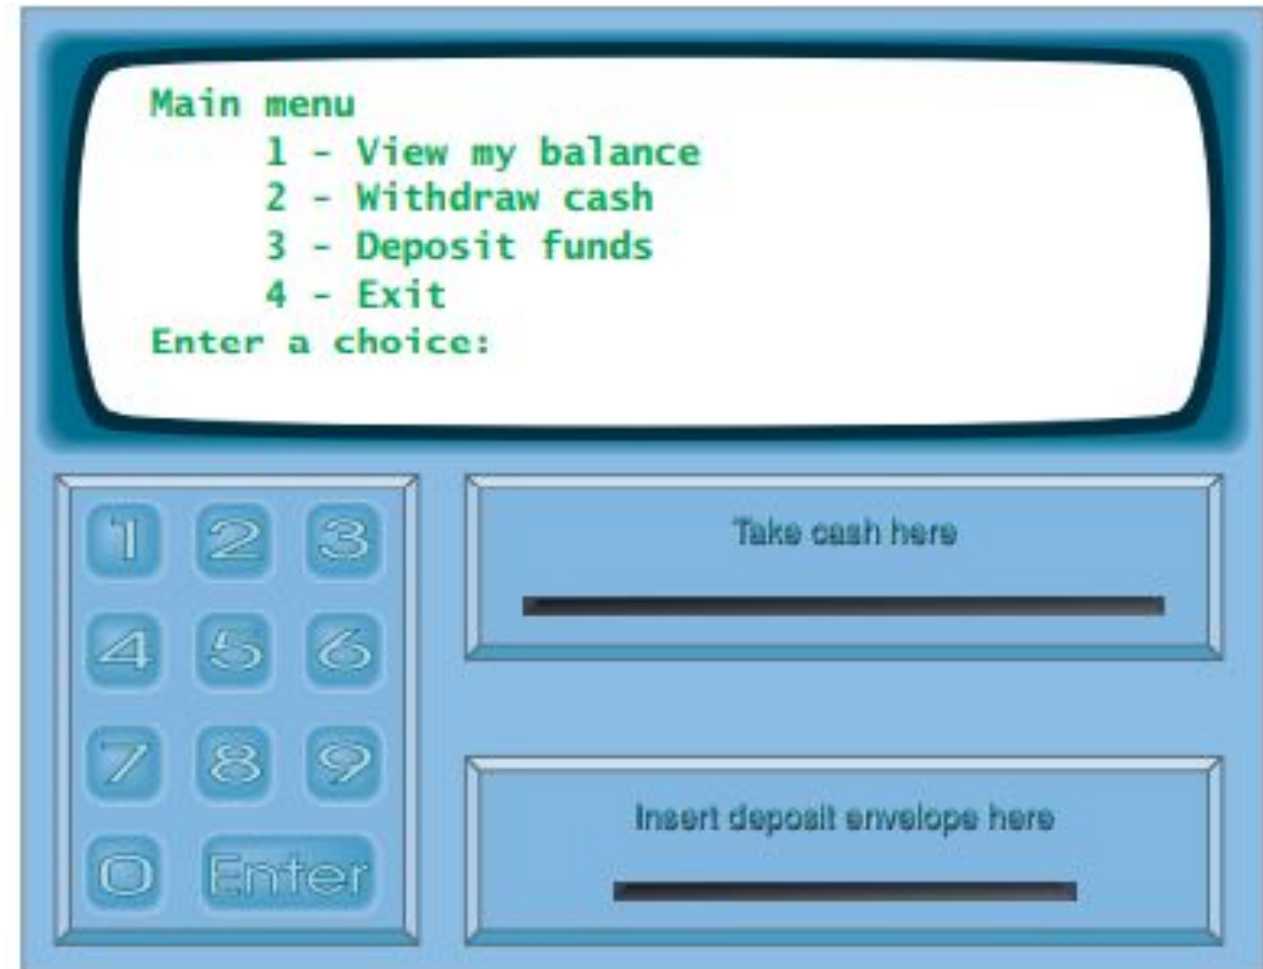 Main menu
1 - View my balance
2 - Withdraw cash
3 - Deposit funds
4 - Exit
Enter a choice:
1 2 3
4 5 6
7 8 9
0 Enter
Take cash here
Insert deposit envelope here